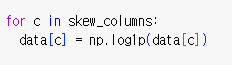 for c in skew_columns:
  data[c] = np.log1p(data[c])